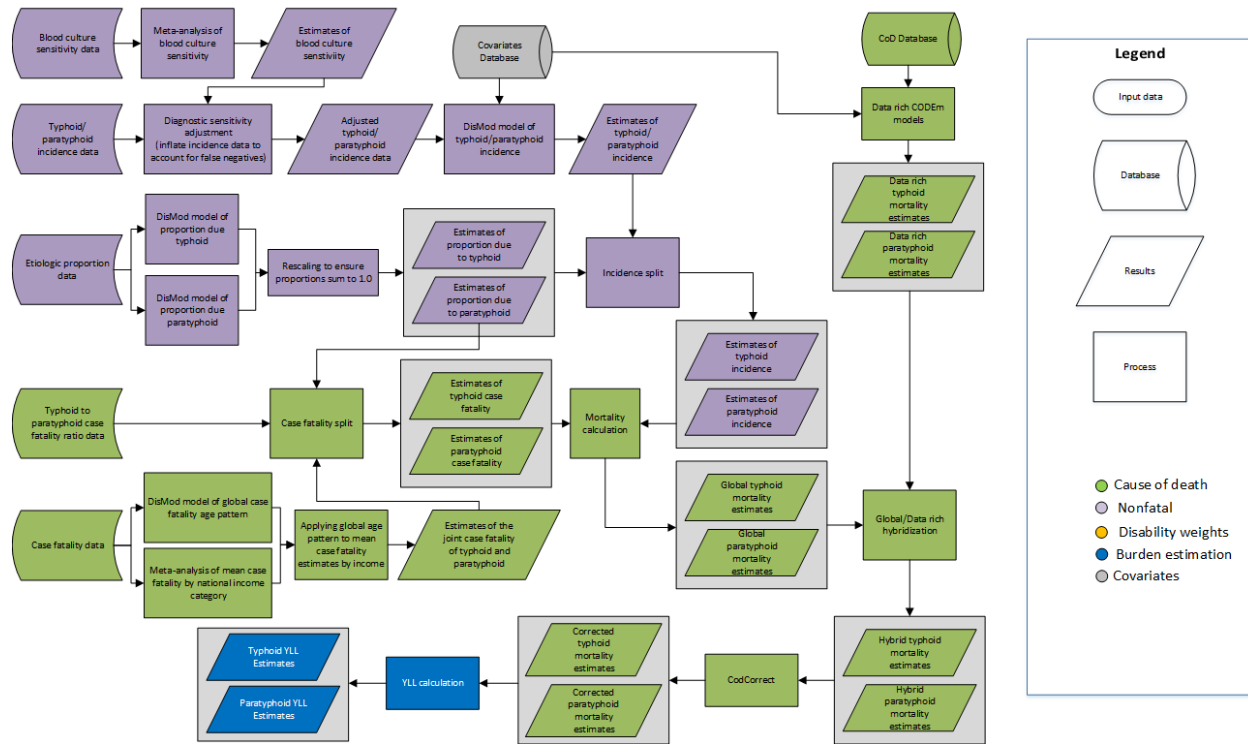 Blood culture
sensitivity data
Meta-analysis of
blood culture
sensitivity
Estimates of
blood culture
senstiviity
Covariates
Database
CoD Database
Typhoid/
paratyphoid
incidence data
Diagnostic sensitivity
adjustment
(inflate incidence data to
account for false negatives)
Adjusted
typhoid/
paratyphoid
incidence data
DisMod model of
typhoid/paratyphoid
incidence
Estimates of
typhoid/
paratyphoid
incidence
Data rich CODEm
models
Data rich
typhoid
mortality
estimates
Data rich
paratyphoid
mortality
estimates
Etiologic proportion
data
DisMod model of
proportion due
typhoid
DisMod model of
proportion due
paratyphoid
Rescaling to ensure
proportions sum to 1.0
Estimates of
proportion due
to typhoid
Estimates of
proportion due
to paratyphoid
Incidence split
Estimates of
typhoid
incidence
Estimates of
paratyphoid
incidence
Typhoid to
paratyphoid case
fatality ratio data
Case fatality split
Estimates of
typhoid case
fatality
Estimates of
paratyphoid
case fatality
Mortality
calculation
Case fatality data
DisMod model of global case
fatality age pattern
Meta-analysis of mean case
fatality by national income
category
Applying global age
pattern to mean
case fatality
estimates by income
Estimates of the
joint case fatality
of typhoid and
paratyphoid
Global typhoid
mortality
estimates
Global
paratyphoid
mortality
estimates
Global/Data rich
hybridization
Typhoid YLL
Estimates
Paratyphoid YLL
Estimates
YLL calculation
Corrected
typhoid
mortality
estimates
Corrected
paratyphoid
mortality
estimates
CodCorrect
Hybrid typhoid
mortality
estimates
Hybrid
paratyphoid
mortality
estimates
Legend
Input data
Database
Results
Process
Cause of death
Nonfatal
Disability weights
Burden estimation
Covariates